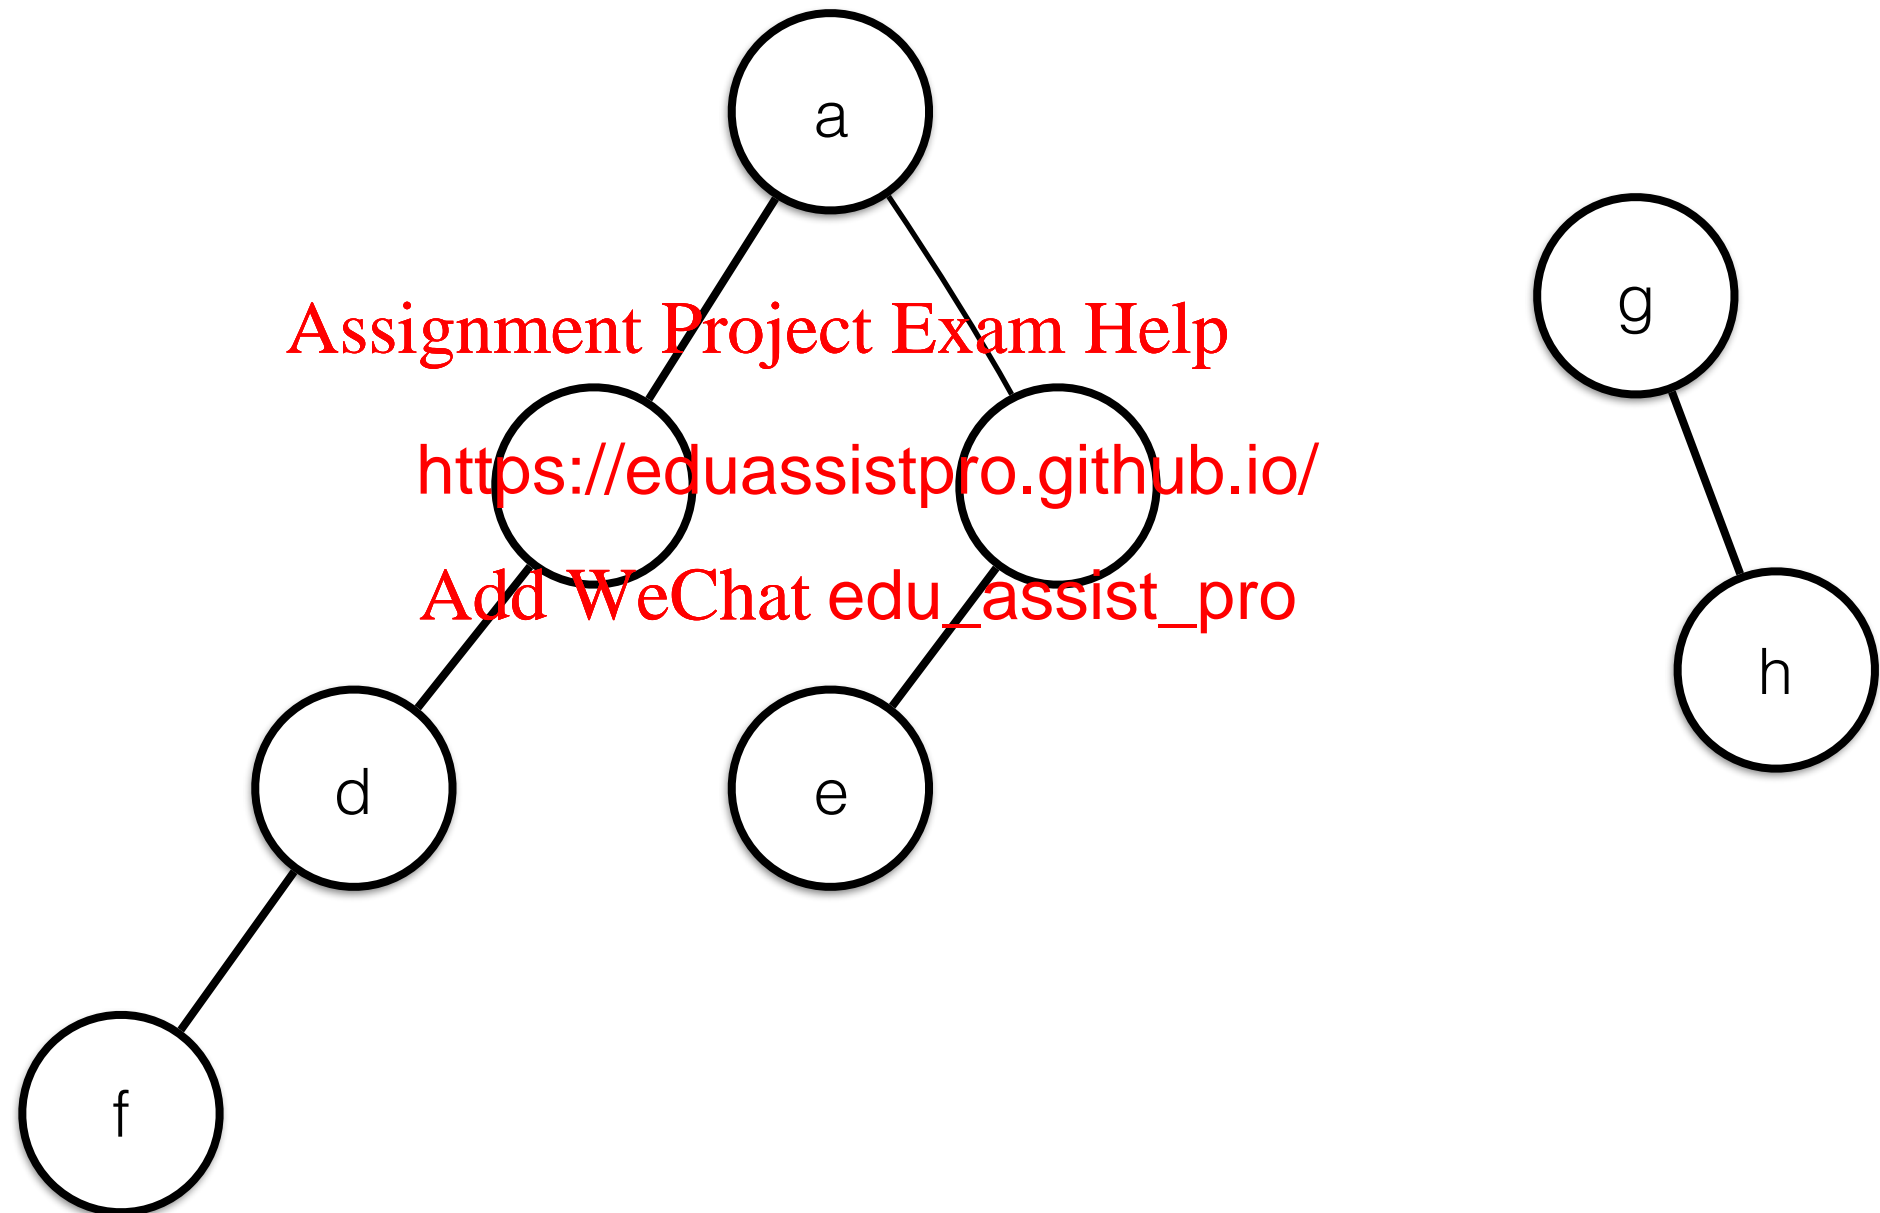 a
g
Assignment Project Exam Help
https://eduassistpro.github.io/
Add WeChat edu_assist_pro
h
d
e
f